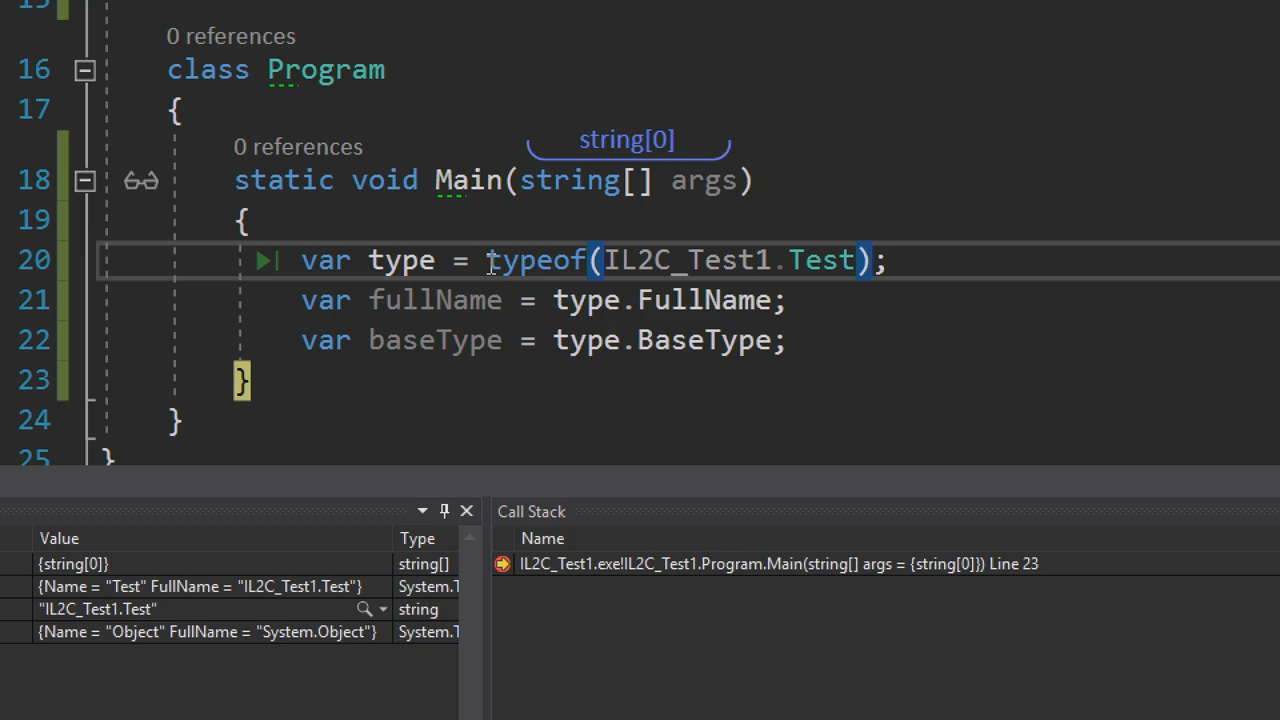 15
0 references
16 class Program
17 {
0 references string[0]
18 static void Main(string[] args)
19 {
20 var type = typeof(IL2C_Test1.Test);
21 var fullName = type.FullName;
22 var baseType = type.BaseType;
23 }
24 }
25 }
Call Stack
Value Type Name
{string[0]} string[] IL2C_Test1.exe!IL2C_Test1.Program.Main(string[] args = {string[0]}) Line 23
{Name = "Test" FullName = "IL2C_Test1.Test"} System.T
"IL2C_Test1.Test" string
{Name = "Object" FullName = "System.Object"} System.T